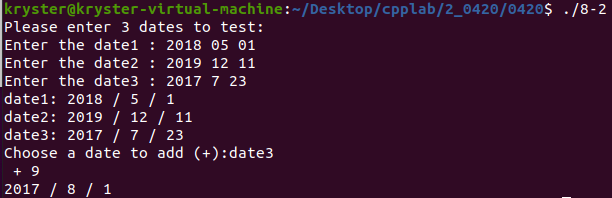 kryster@kryster-virtual-machine:~/Desktop/cpplab/2_0420/0420$ ./8-2
Please enter 3 dates to test:
Enter the date1 : 2018 05 01
Enter the date2 : 2019 12 11
Enter the date3 : 2017 7 23
date1: 2018 / 5 / 1
date2: 2019 / 12 / 11
date3: 2017 / 7 / 23
Choose a date to add (+):date3
 + 9
2017 / 8 / 1